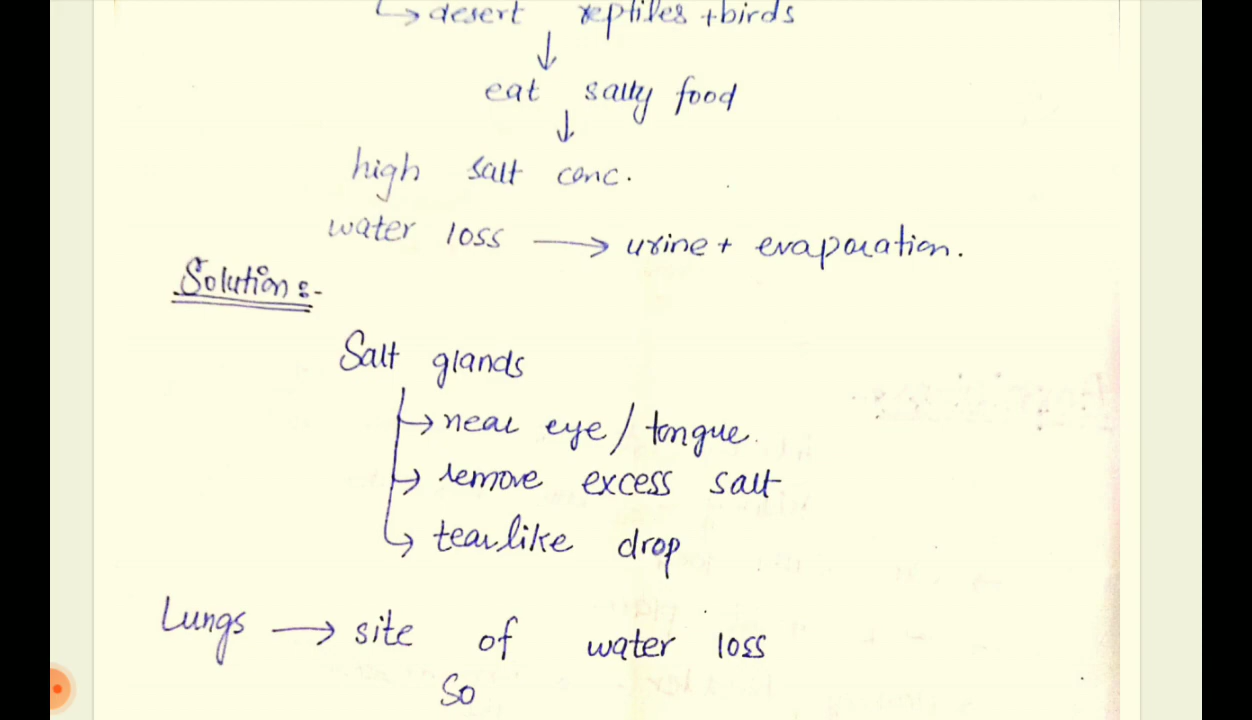 ↳ desert reptiles + birds
↓
eat salty food
↓
high salt conc.
water loss → urine + evaporation.
Solution :-
Salt glands
→ near eye / tongue.
→ remove excess salt
↳ tearlike drop
Lungs → site of water loss
So